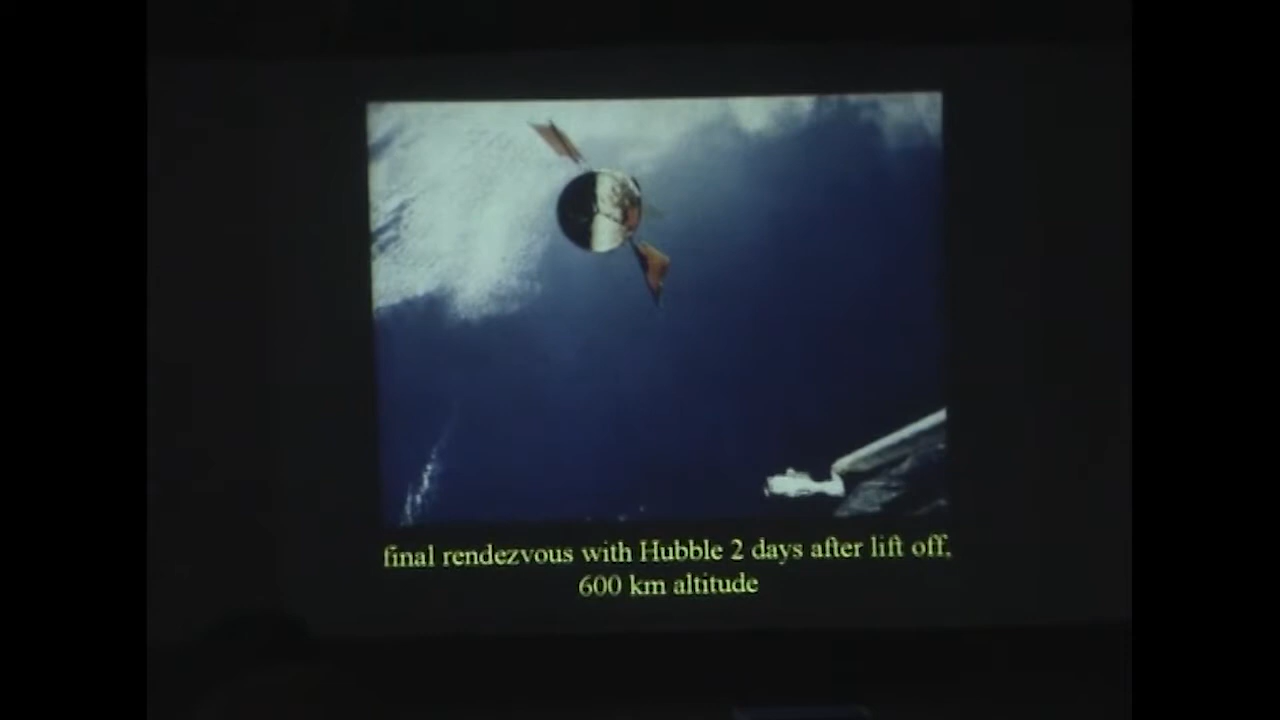 final rendezvous with Hubble 2 days after lift off,
600 km altitude